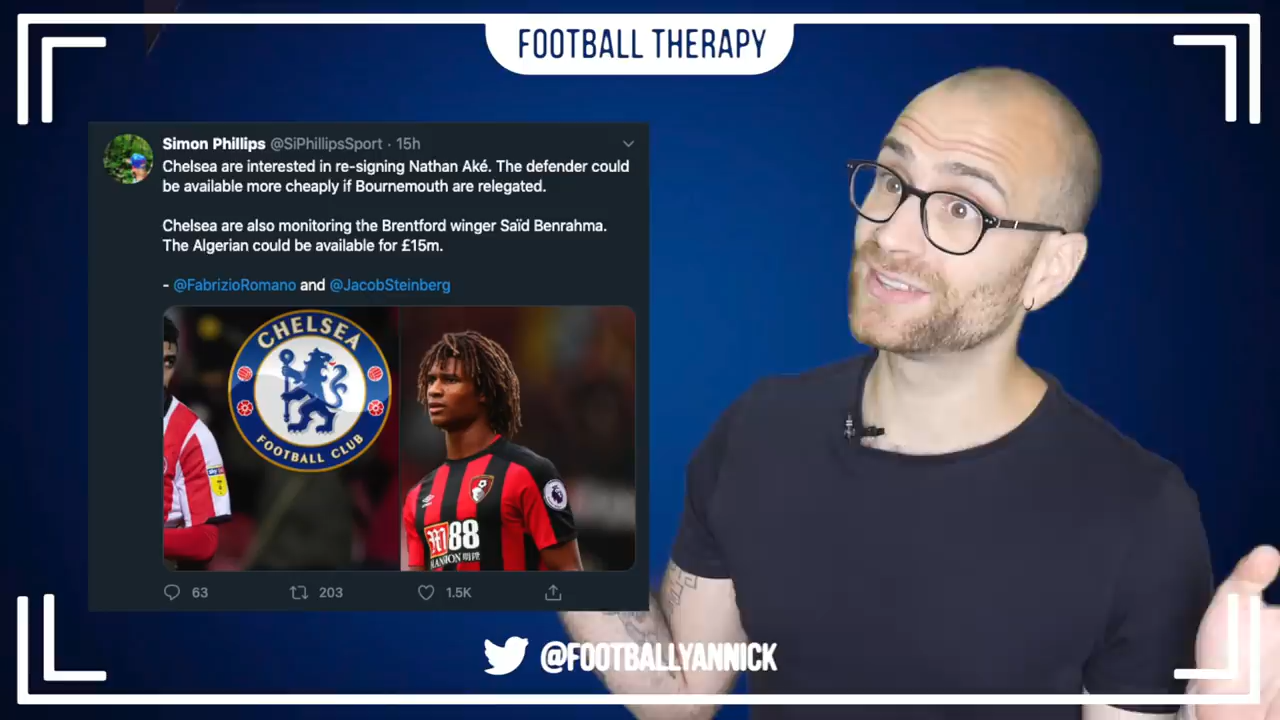 FOOTBALL THERAPY
Simon Phillips @SiPhillipsSport · 15h
Chelsea are interested in re-signing Nathan Aké. The defender could
be available more cheaply if Bournemouth are relegated.
Chelsea are also monitoring the Brentford winger Saïd Benrahma.
The Algerian could be available for £15m.
- @FabrizioRomano and @JacobSteinberg
CHELSEA
FOOTBALL CLUB
M88
MANSION
63
203
1.5K
@FOOTBALLYANNICK